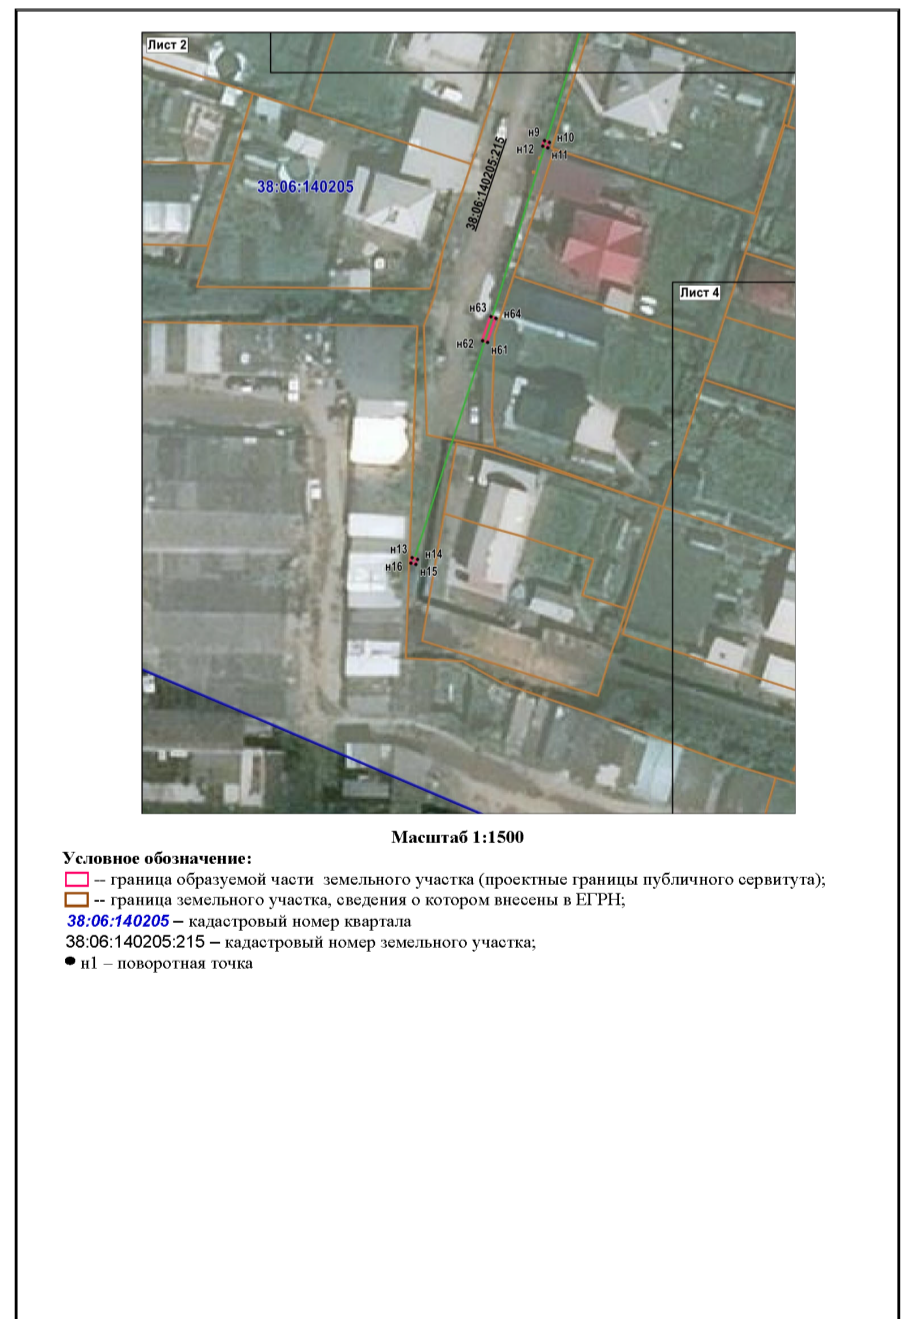 Лист 2
н9
н10
н12
н11
38:06:140205:215
38:06:140205
Лист 4
н63
н64
н62
н61
н13
н14
н16
н15
Масштаб 1:1500
Условное обозначение:
-- граница образуемой части земельного участка (проектные границы публичного сервитута);
-- граница земельного участка, сведения о котором внесены в ЕГРН;
38:06:140205 – кадастровый номер квартала
38:06:140205:215 – кадастровый номер земельного участка;
н1 – поворотная точка